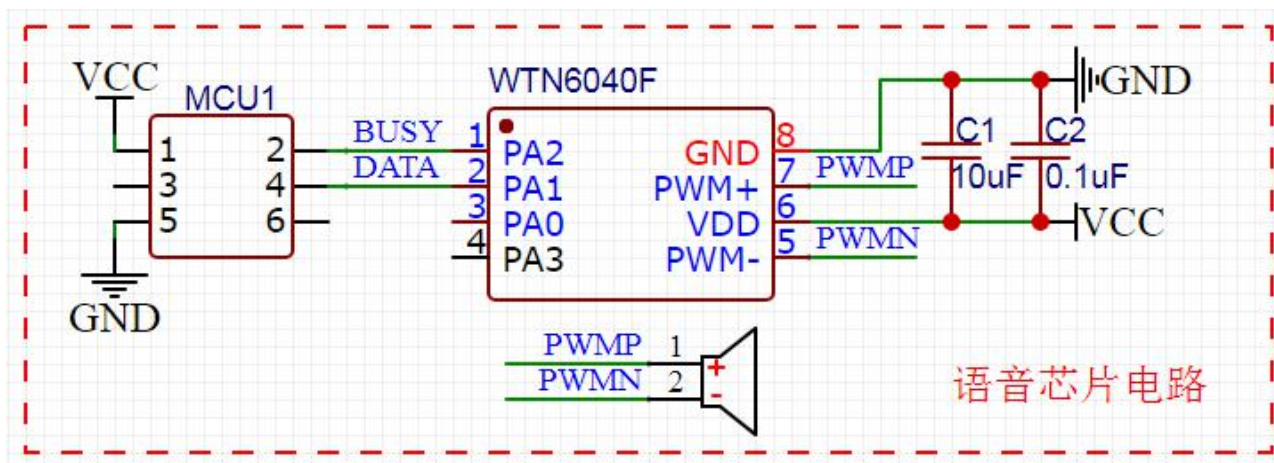 VCC
MCU1
1 2
3 4
5 6
GND
BUSY
DATA
WTN6040F
1 PA2 GND 8
2 PA1 PWM+ 7
3 PA0 VDD 6
4 PA3 PWM- 5
PWMP
PWMN
C1
10uF
C2
0.1uF
GND
VCC
PWMP 1 +
PWMN 2 -
语音芯片电路